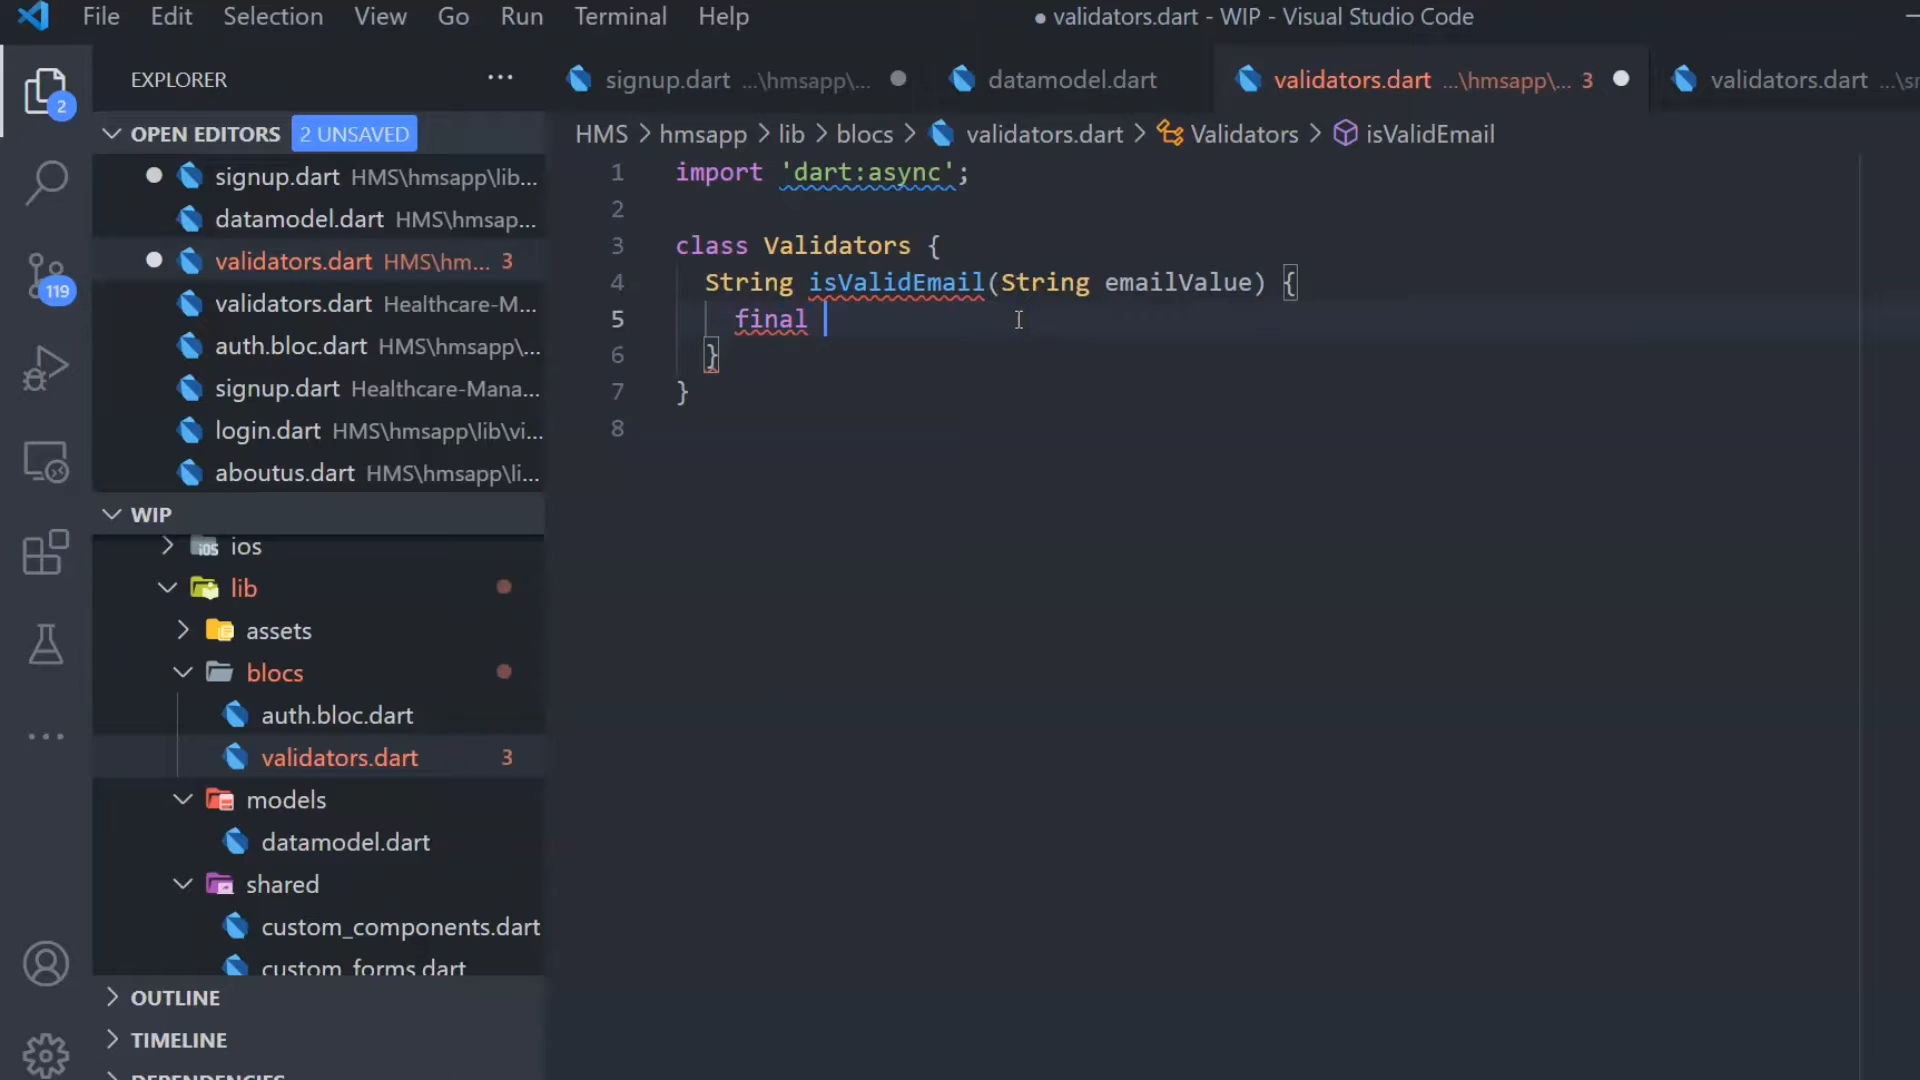 File Edit Selection View Go Run Terminal Help
● validators.dart - WIP - Visual Studio Code
EXPLORER ...
signup.dart ...\hmsapp\...
datamodel.dart
validators.dart ...\hmsapp\... 3
validators.dart ...\sr
OPEN EDITORS 2 UNSAVED
HMS > hmsapp > lib > blocs > validators.dart > Validators > isValidEmail
signup.dart HMS\hmsapp\lib...
datamodel.dart HMS\hmsap...
validators.dart HMS\hm... 3
validators.dart Healthcare-M...
auth.bloc.dart HMS\hmsapp\...
signup.dart Healthcare-Mana...
login.dart HMS\hmsapp\lib\vi...
aboutus.dart HMS\hmsapp\li...
WIP
ios
lib
assets
blocs
auth.bloc.dart
validators.dart 3
models
datamodel.dart
shared
custom_components.dart
custom_forms.dart
OUTLINE
TIMELINE
DEPENDENCIES
2
119
1 import 'dart:async';
2
3 class Validators {
4 String isValidEmail(String emailValue) {
5 final
6 }
7 }
8